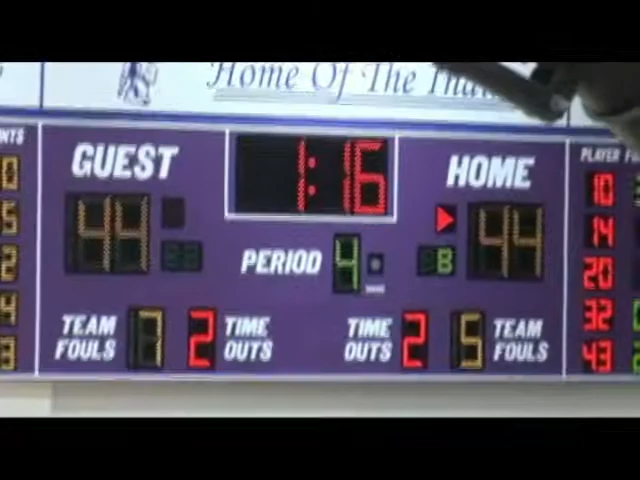 Home Of The
GUEST 1:16 HOME
44 44
PERIOD 4 B
TEAM FOULS 7 2 TIME OUTS TIME OUTS 2 5 TEAM FOULS
PLAYER
10
14
20
32
43